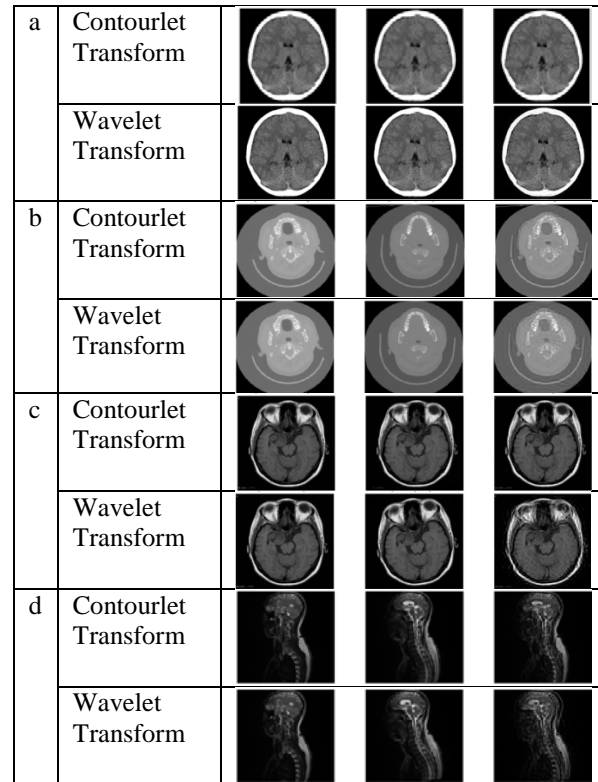 a Contourlet
Transform
Wavelet
Transform
b Contourlet
Transform
Wavelet
Transform
c Contourlet
Transform
Wavelet
Transform
d Contourlet
Transform
Wavelet
Transform